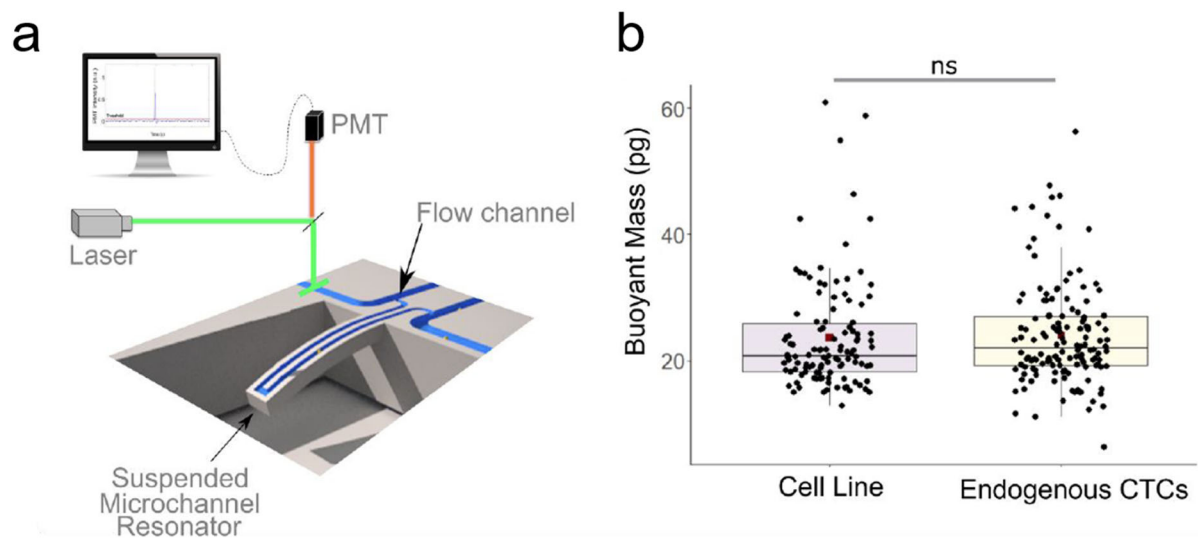 a
b
PMT
Laser
Flow channel
Suspended
Microchannel
Resonator
ns
Buoyant Mass (pg)
60
40
20
Cell Line
Endogenous CTCs